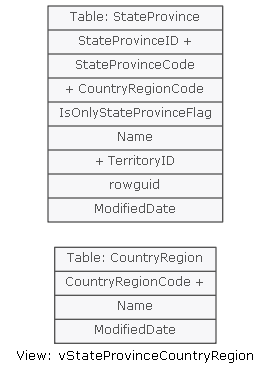 Table: StateProvince
StateProvinceID +
StateProvinceCode
+ CountryRegionCode
IsOnlyStateProvinceFlag
Name
+ TerritoryID
rowguid
ModifiedDate
Table: CountryRegion
CountryRegionCode +
Name
ModifiedDate
View: vStateProvinceCountryRegion